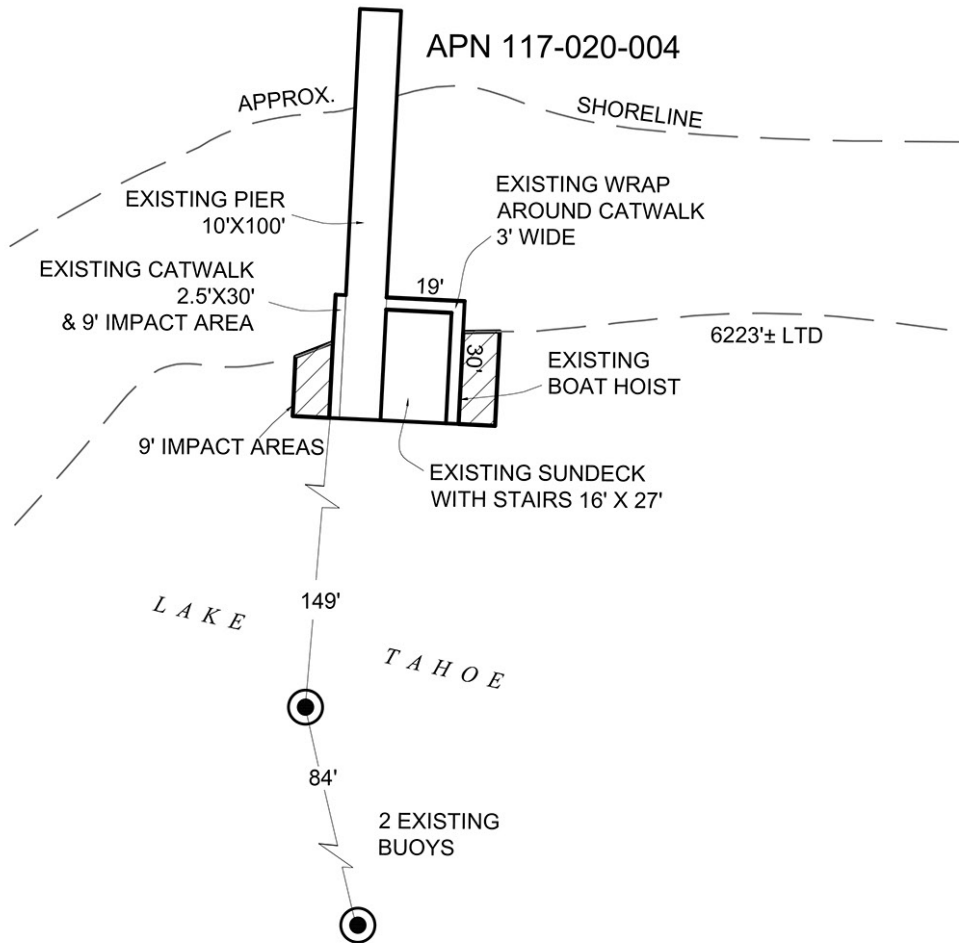 APN 117-020-004
APPROX.
SHORELINE
EXISTING PIER
10'X100'
EXISTING WRAP
AROUND CATWALK
3' WIDE
EXISTING CATWALK
2.5'X30'
& 9' IMPACT AREA
19'
6223'± LTD
30'
EXISTING
BOAT HOIST
9' IMPACT AREAS
EXISTING SUNDECK
WITH STAIRS 16' X 27'
149'
LAKE
TAHOE
84'
2 EXISTING
BUOYS